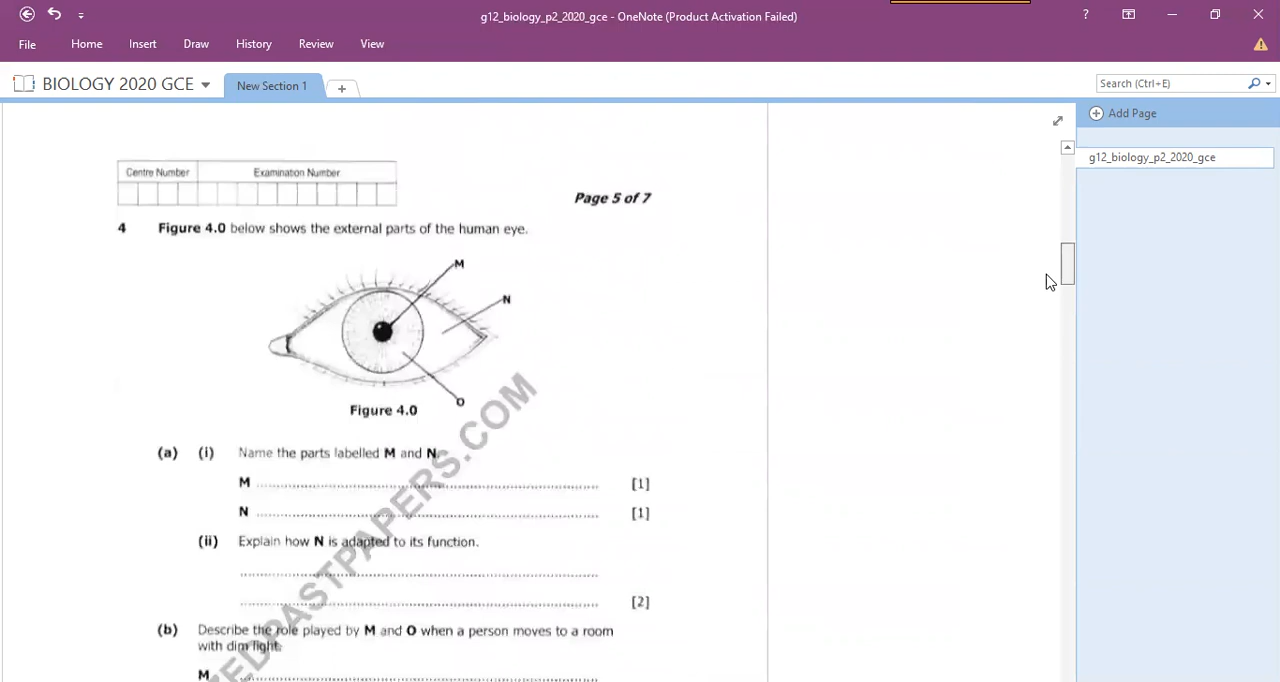 g12_biology_p2_2020_gce - OneNote (Product Activation Failed)
?
File Home Insert Draw History Review View
BIOLOGY 2020 GCE
New Section 1
+
Search (Ctrl+E)
Add Page
g12_biology_p2_2020_gce
Centre Number Examination Number
Page 5 of 7
4 Figure 4.0 below shows the external parts of the human eye.
M
N
O
Figure 4.0
(a) (i) Name the parts labelled M and N.
M ........................................................ [1]
N ........................................................ [1]
(ii) Explain how N is adapted to its function.
........................................................
........................................................ [2]
(b) Describe the role played by M and O when a person moves to a room
with dim light.
M ........................................................
ZEDPASTPAPERS.COM